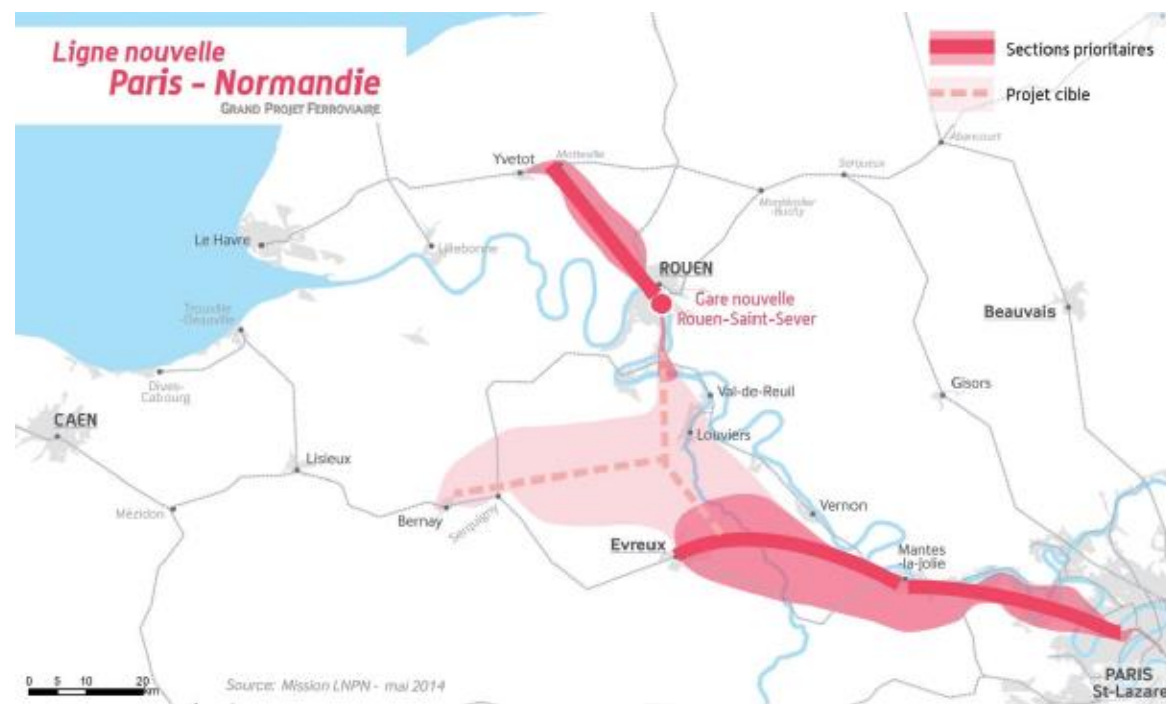 Ligne nouvelle
Paris - Normandie
GRAND PROJET FERROVIAIRE
Sections prioritaires
Projet cible
Abancourt
Yvetot
Motteville
Serqueux
Montérolier
-Buchy
Le Havre
Lillebonne
ROUEN
Gare nouvelle
Rouen-Saint-Sever
Beauvais
Trouville
-Deauville
Dives-
Cabourg
Val-de-Reuil
Gisors
CAEN
Louviers
Lisieux
Mézidon
Bernay
Serquigny
Vernon
Evreux
Mantes
-la-jolie
PARIS
St-Lazare
0 5 10 20
km
Source: Mission LNPN - mai 2014